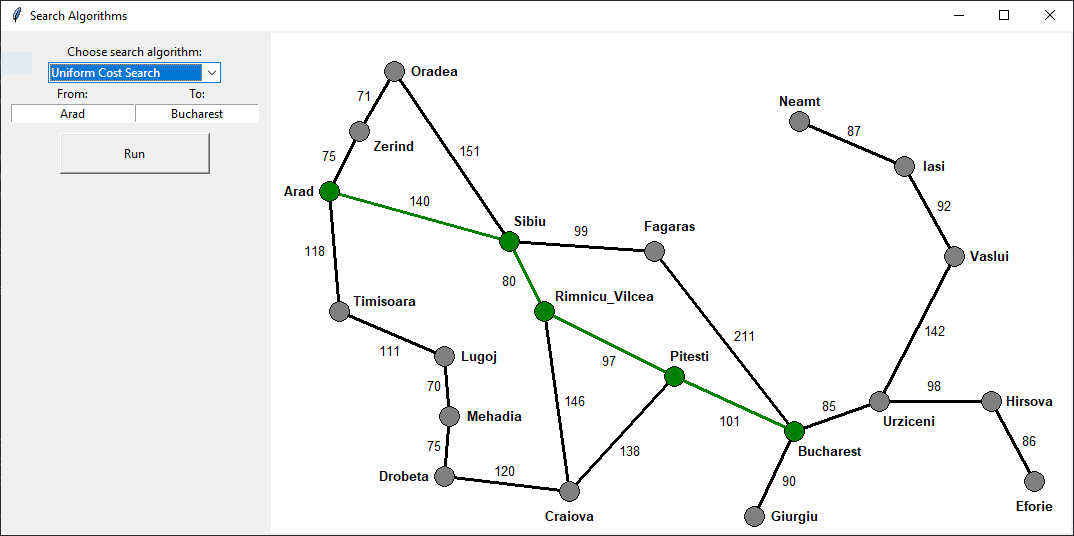 Search Algorithms
Choose search algorithm:
Uniform Cost Search
From: To:
Arad Bucharest
Run
Oradea
71
Neamt
87
Zerind
151
75
Iasi
Arad
140
92
Sibiu
Fagaras
99
118
Vaslui
80
Rimnicu_Vilcea
Timisoara
142
211
111
Lugoj
97
Pitesti
70
98
146
Hirsova
85
Mehadia
101
Urziceni
75
138
86
Bucharest
Drobeta
120
90
Eforie
Craiova
Giurgiu